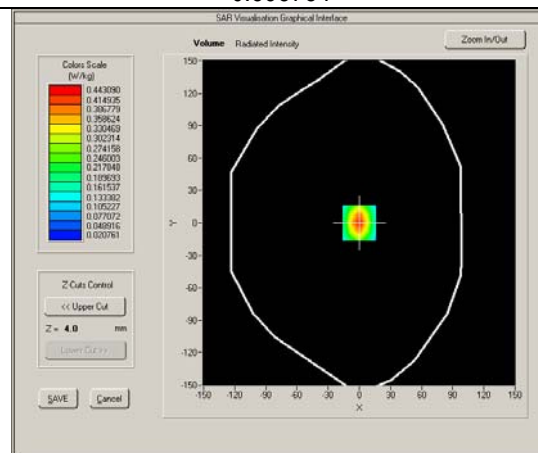 SAR Visualisation Graphical Interface
Volume Radiated Intensity
Zoom In/Out
Colors Scale
(W/kg)
0.443090
0.414935
0.386779
0.358624
0.330469
0.302314
0.274158
0.246003
0.217848
0.189693
0.161537
0.133382
0.105227
0.077072
0.048916
0.020761
Z Cuts Control
<< Upper Cut
Z = 4.0 mm
Lower Cut >>
SAVE
Cancel
150
120
90
60
30
0
-30
-60
-90
-120
-150
Y
-150 -120 -90 -60 -30 0 30 60 90 120 150
X